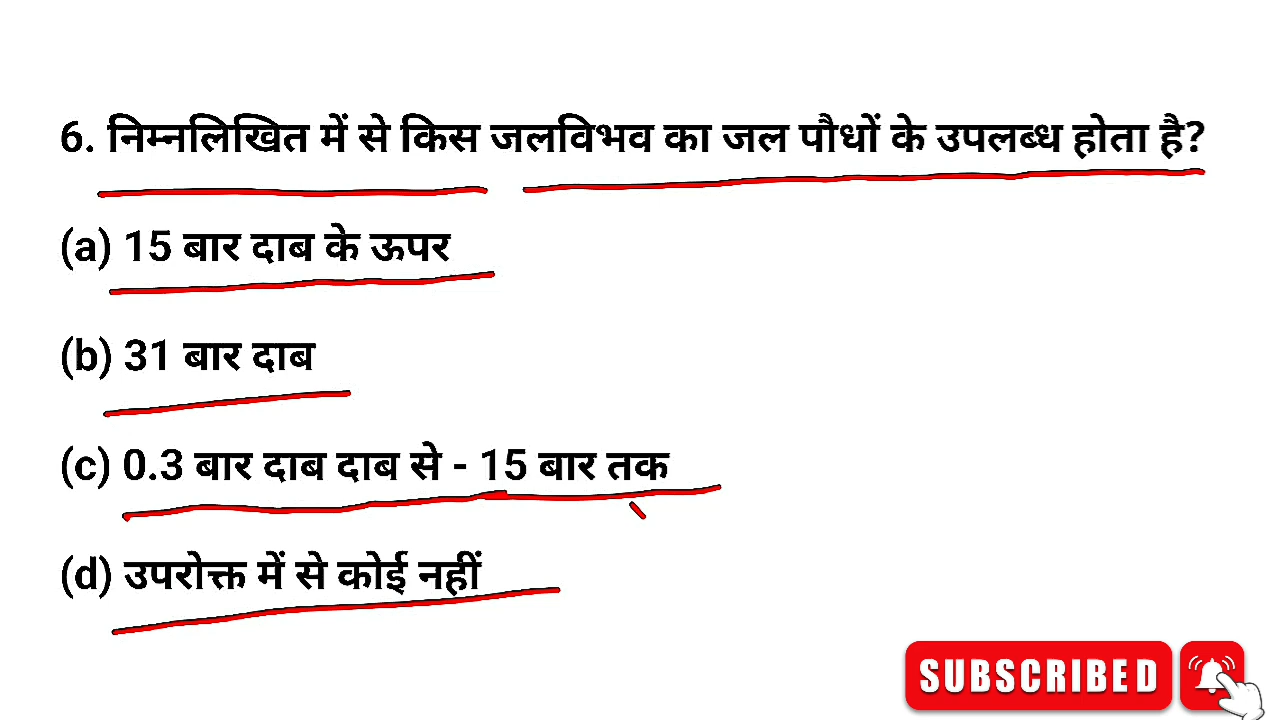 6. निम्नलिखित में से किस जलविभव का जल पौधों के उपलब्ध होता है?
(a) 15 बार दाब के ऊपर
(b) 31 बार दाब
(c) 0.3 बार दाब दाब से - 15 बार तक
(d) उपरोक्त में से कोई नहीं
SUBSCRIBED